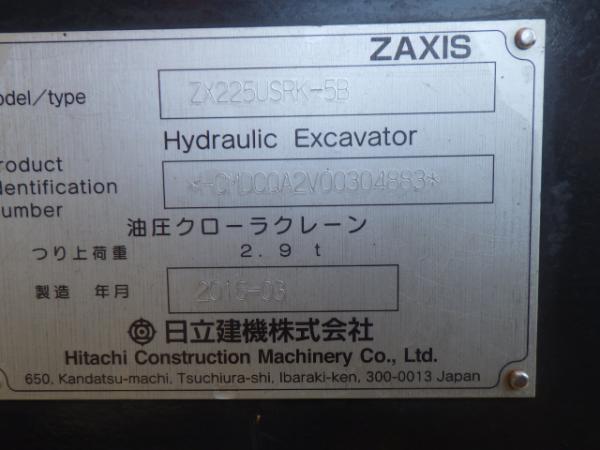 ZAXIS
odel/type ZX225USRK-5B
Hydraulic Excavator
roduct
dentification
umber
油圧クローラクレーン
つり上荷重 2.9 t
製造 年月
日立建機株式会社
Hitachi Construction Machinery Co., Ltd.
650, Kandatsu-machi, Tsuchiura-shi, Ibaraki-ken, 300-0013 Japan